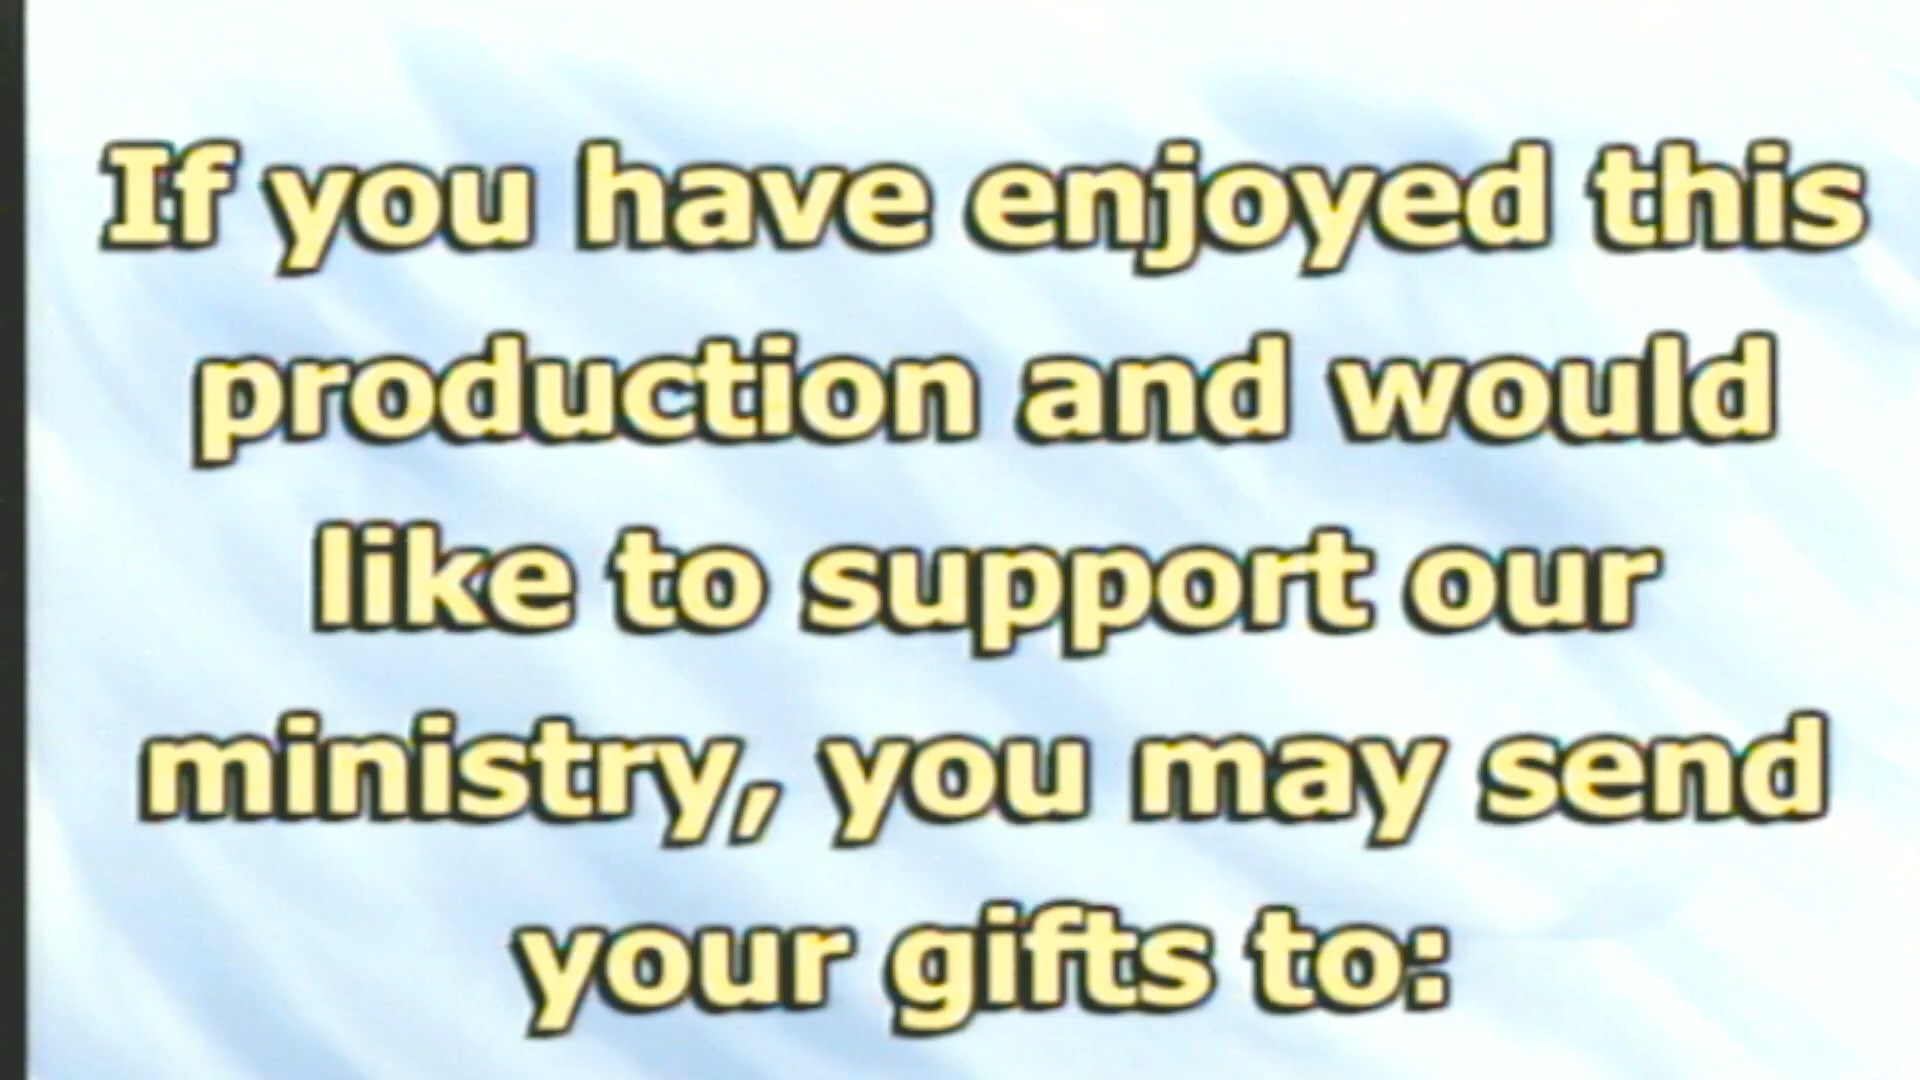 If you have enjoyed this
production and would
like to support our
ministry, you may send
your gifts to: